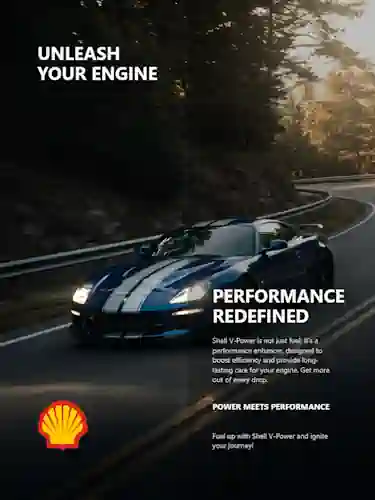 UNLEASH
YOUR ENGINE
PERFORMANCE
REDEFINED
Shell V-Power is not just fuel; it's a
performance enhancer, designed to
boost efficiency and provide long-
lasting care for your engine. Get more
out of every drop.
POWER MEETS PERFORMANCE
Fuel up with Shell V-Power and ignite
your journey!